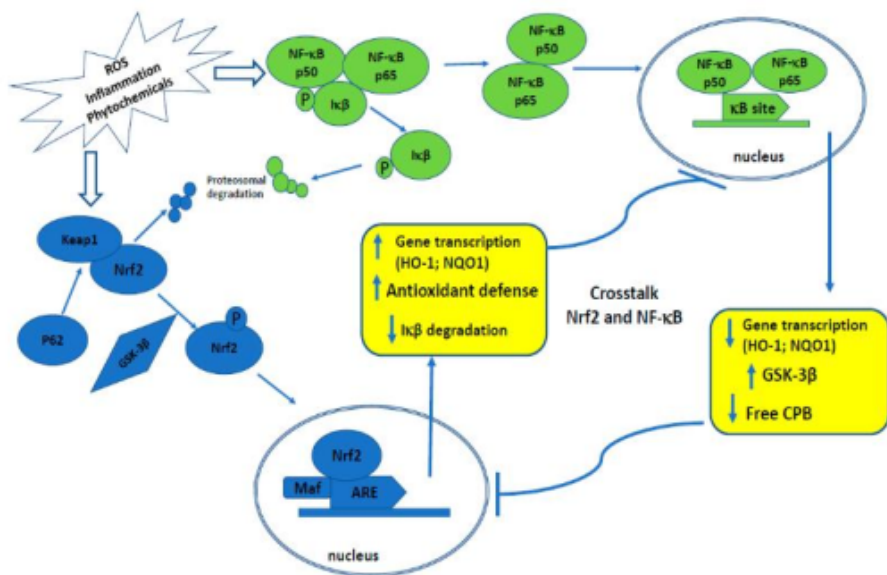 ROS
Inflammation
Phytochemicals
NF-κB
p50
NF-κB
p65
P
Iκβ
NF-κB
p50
NF-κB
p65
NF-κB
p50
NF-κB
p65
κB site
nucleus
P
Iκβ
Proteosomal
degradation
Keap1
Nrf2
P62
GSK-3β
P
Nrf2
Gene transcription
(HO-1; NQO1)
Antioxidant defense
Iκβ degradation
Crosstalk
Nrf2 and NF-κB
Gene transcription
(HO-1; NQO1)
GSK-3β
Free CPB
Nrf2
Maf
ARE
nucleus